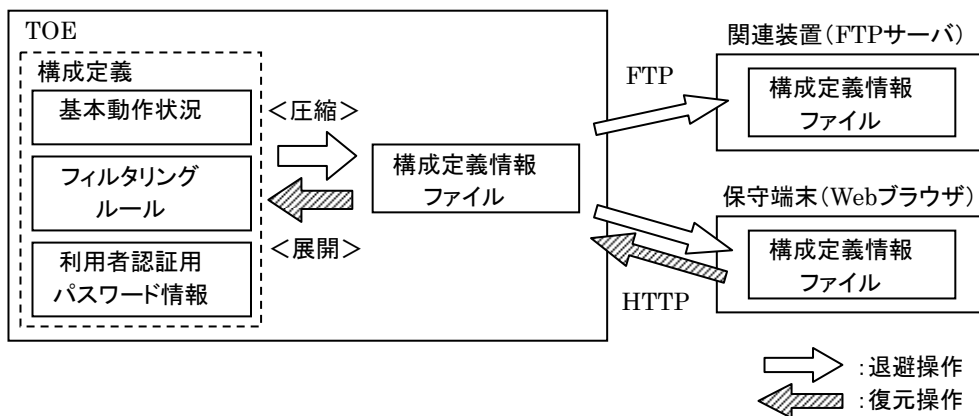 TOE
構成定義
基本動作状況
フィルタリング
ルール
利用者認証用
パスワード情報
<圧縮>
<展開>
構成定義情報
ファイル
FTP
HTTP
関連装置(FTPサーバ)
構成定義情報
ファイル
保守端末(Webブラウザ)
構成定義情報
ファイル
:退避操作
:復元操作